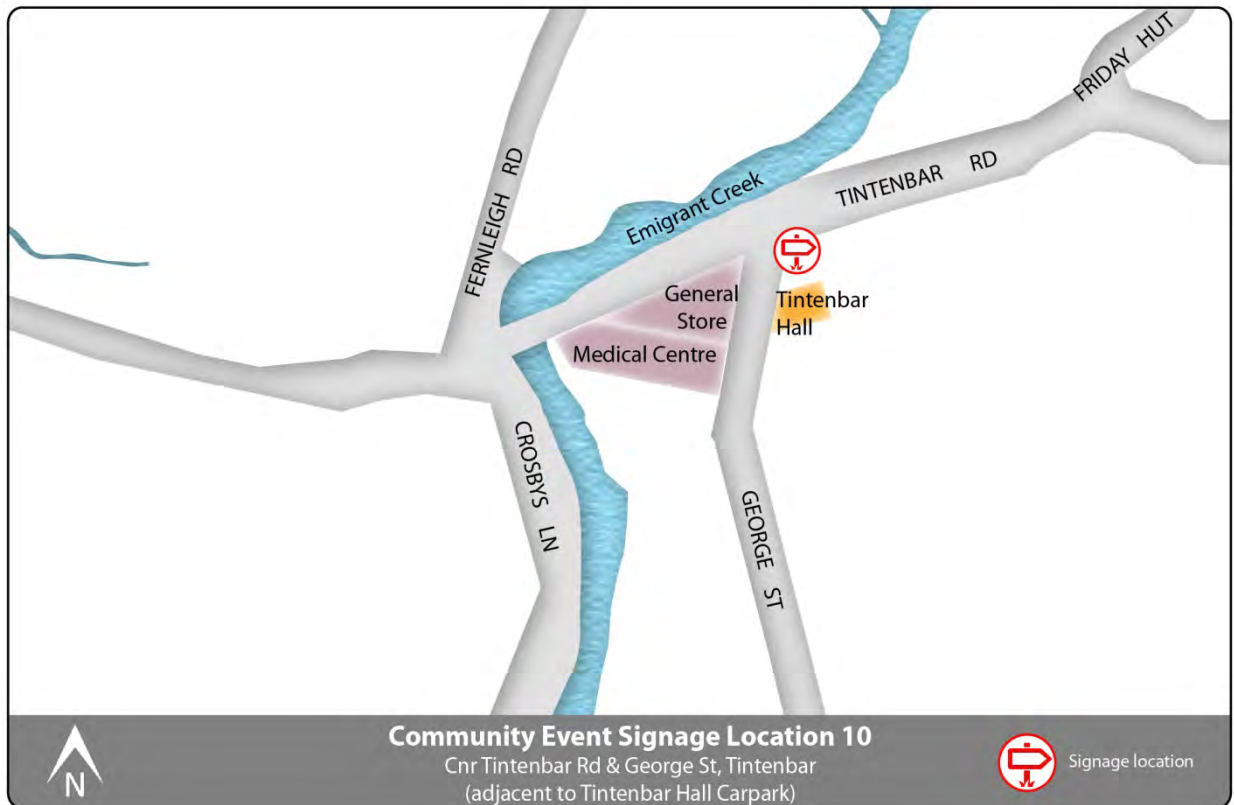 FRIDAY HUT
TINTENBAR RD
FERNLEIGH RD
Emigrant Creek
General
Store
Tintenbar
Hall
Medical Centre
CROSBYS LN
GEORGE ST
Community Event Signage Location 10
Cnr Tintenbar Rd & George St, Tintenbar
(adjacent to Tintenbar Hall Carpark)
N
Signage location